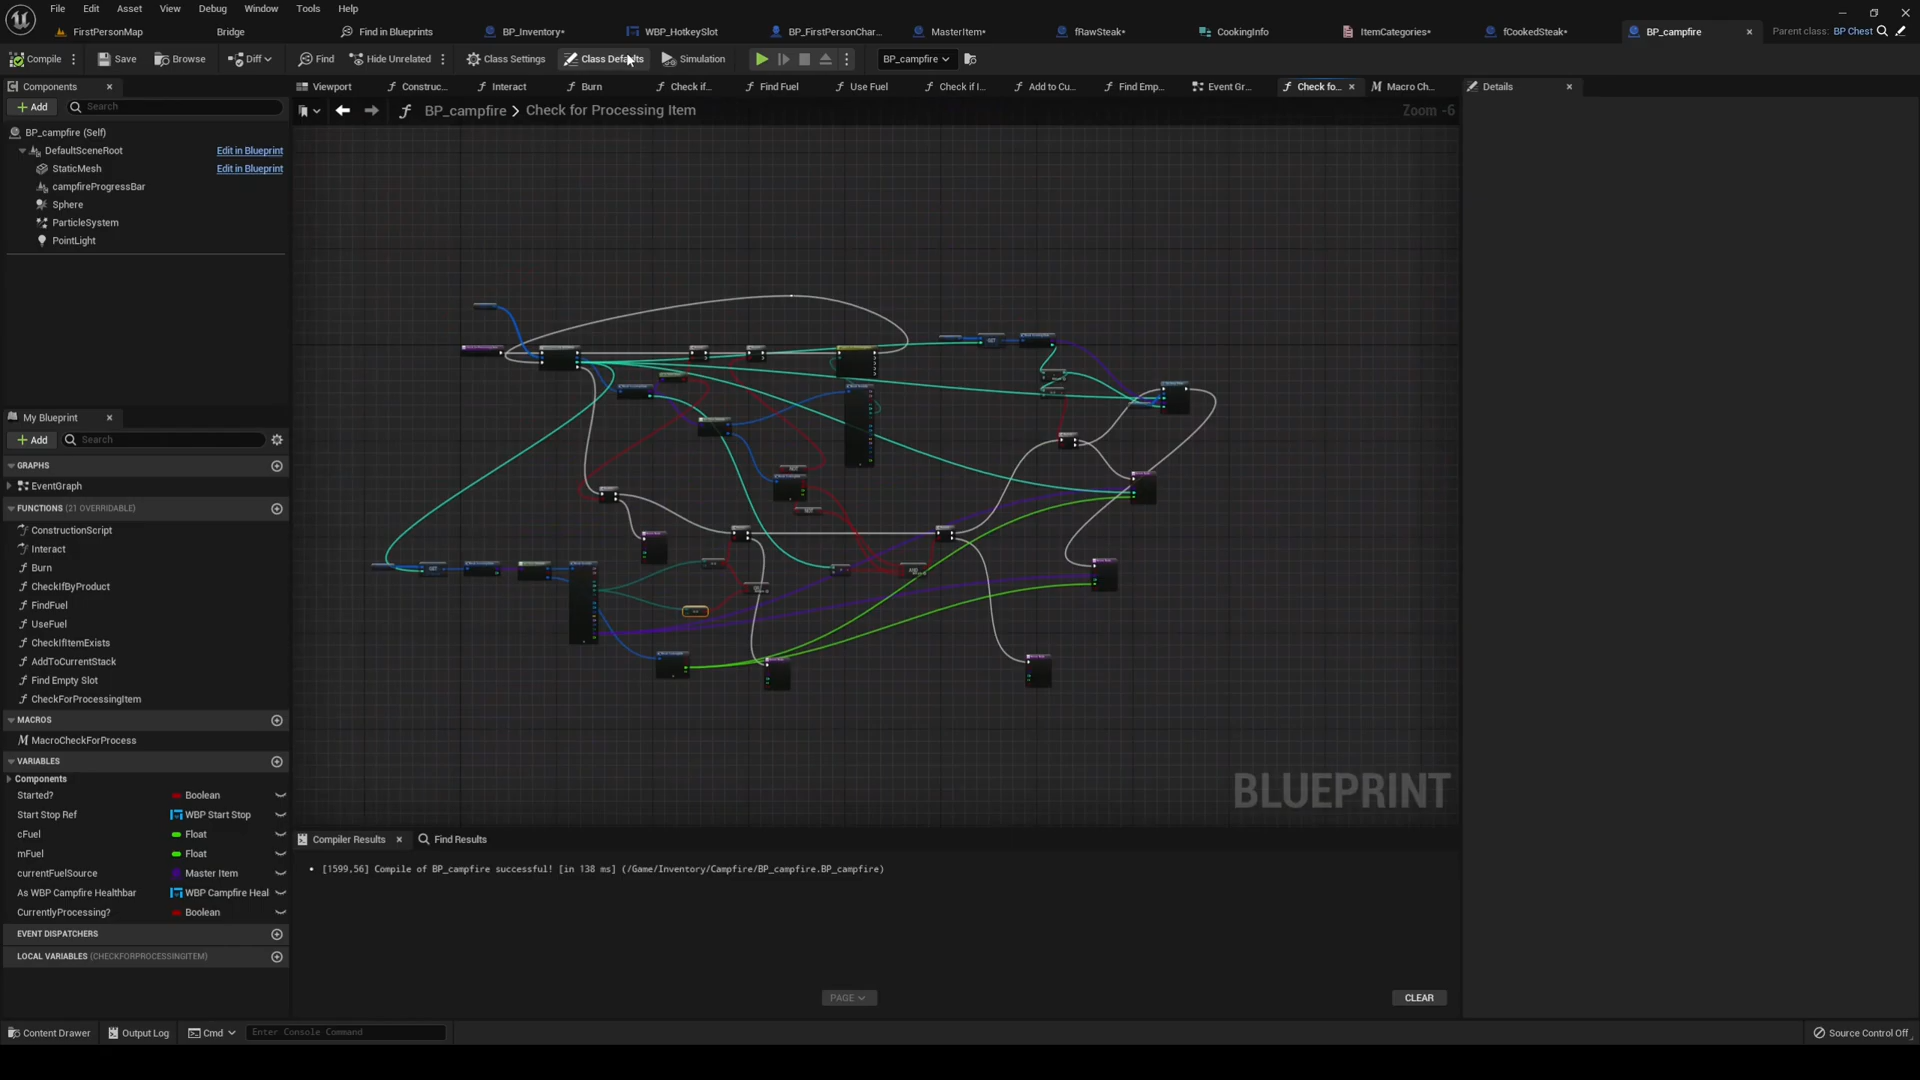 File Edit Asset View Debug Window Tools Help
FirstPersonMap Bridge Find in Blueprints BP_Inventory* WBP_HotkeySlot BP_FirstPersonChar... MasterItem* fRawSteak* CookingInfo ItemCategories* fCookedSteak* BP_campfire Parent class: BP Chest
Compile Save Browse Diff Find Hide Unrelated Class Settings Class Defaults Simulation BP_campfire
Components
Viewport Construc... Interact Burn Check if... Find Fuel Use Fuel Check if I... Add to Cu... Find Emp... Event Gr... Check fo... Macro Ch... Details
Add Search
BP_campfire > Check for Processing Item Zoom -6
BP_campfire (Self)
DefaultSceneRoot Edit in Blueprint
StaticMesh Edit in Blueprint
campfireProgressBar
Sphere
ParticleSystem
PointLight
My Blueprint
Add Search
GRAPHS
EventGraph
FUNCTIONS (21 OVERRIDABLE)
ConstructionScript
Interact
Burn
CheckIfByProduct
FindFuel
UseFuel
CheckIfItemExists
AddToCurrentStack
Find Empty Slot
CheckForProcessingItem
MACROS
MacroCheckForProcess
VARIABLES
Components
Started? Boolean
Start Stop Ref WBP Start Stop
cFuel Float
mFuel Float
currentFuelSource Master Item
As WBP Campfire Healthbar WBP Campfire Heal
CurrentlyProcessing? Boolean
EVENT DISPATCHERS
LOCAL VARIABLES (CHECKFORPROCESSINGITEM)
BLUEPRINT
Compiler Results Find Results
[1599,56] Compile of BP_campfire successful! [in 138 ms] (/Game/Inventory/Campfire/BP_campfire.BP_campfire)
PAGE CLEAR
Content Drawer Output Log Cmd Enter Console Command Source Control Off